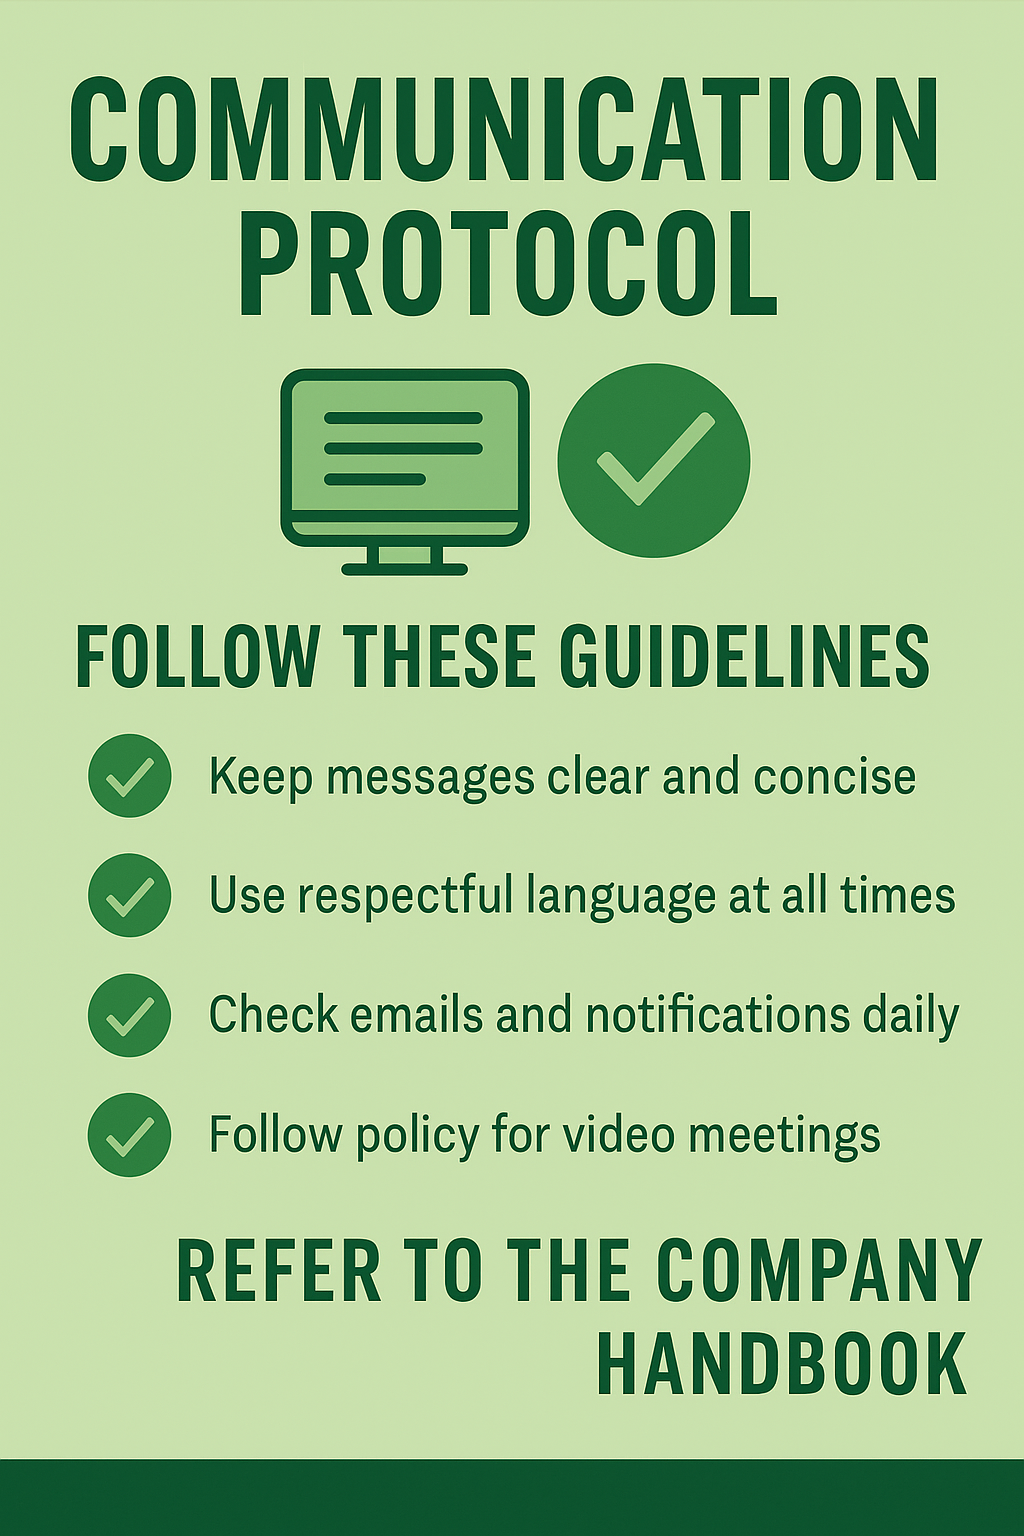 COMMUNICATION
PROTOCOL
FOLLOW THESE GUIDELINES
Keep messages clear and concise
Use respectful language at all times
Check emails and notifications daily
Follow policy for video meetings
REFER TO THE COMPANY
HANDBOOK